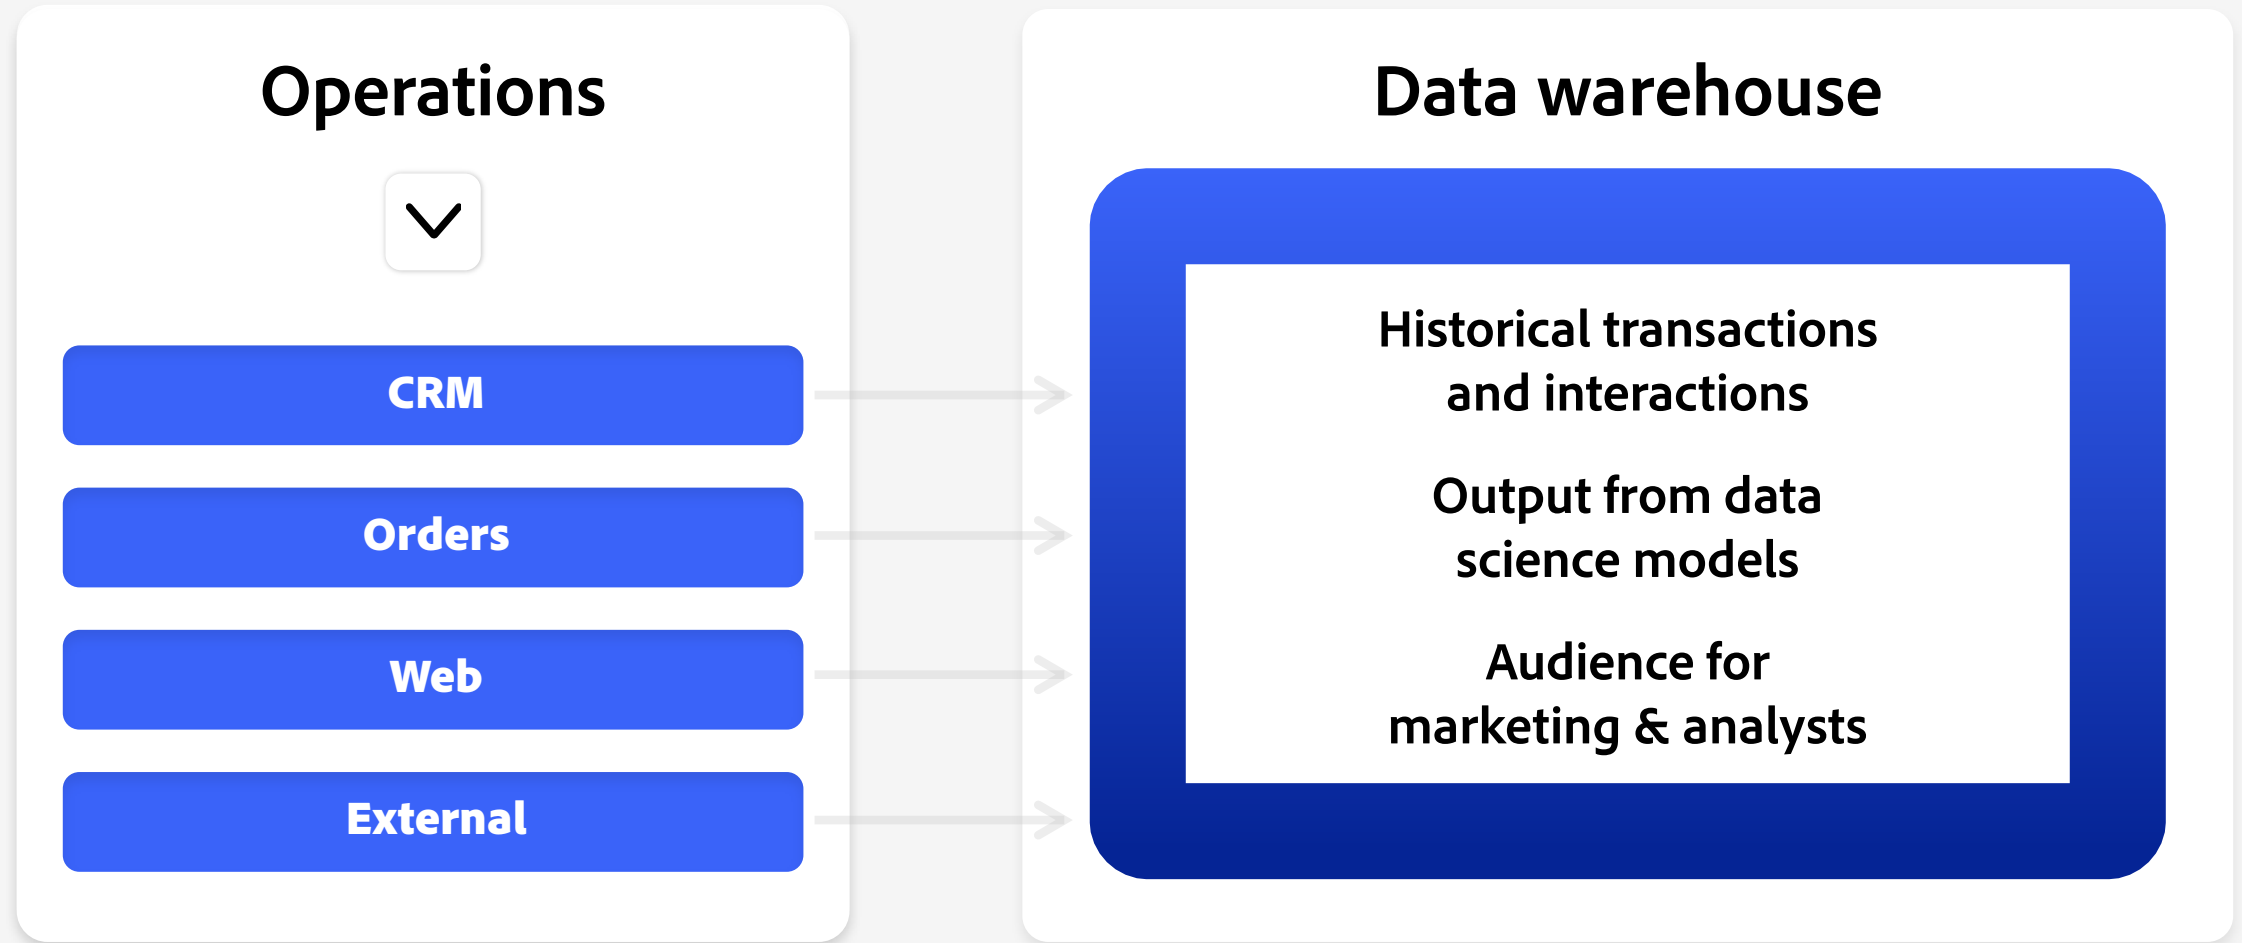 Operations
CRM
Orders
Web
External
Data warehouse
Historical transactions
and interactions
Output from data
science models
Audience for
marketing & analysts